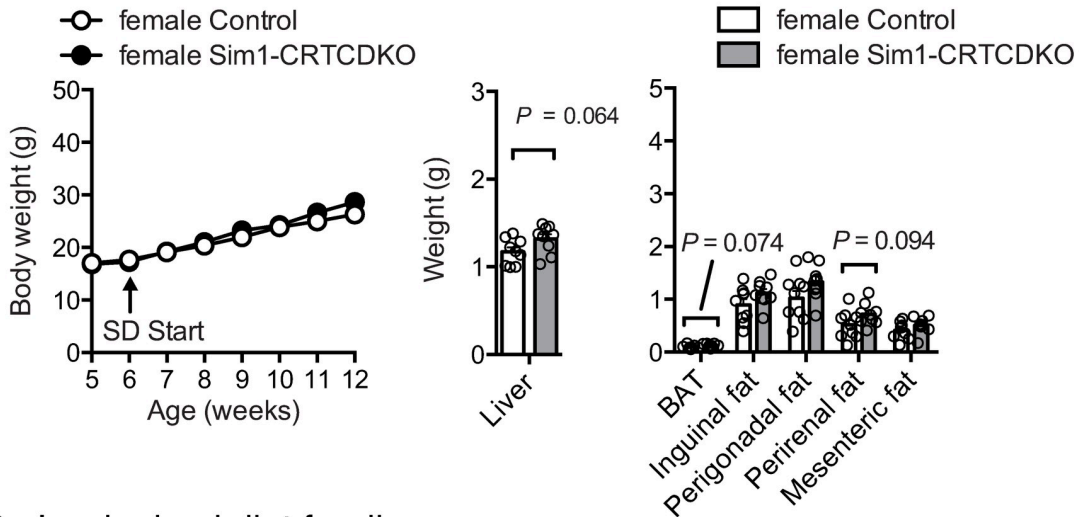 female Control
female Sim1-CRTCDKO
Body weight (g)
50
40
30
20
10
0
SD Start
5 6 7 8 9 10 11 12
Age (weeks)
Weight (g)
3
2
1
0
P = 0.064
Liver
female Control
female Sim1-CRTCDKO
5
4
3
2
1
0
P = 0.074
P = 0.094
BAT
Inguinal fat
Perigonadal fat
Perirenal fat
Mesenteric fat